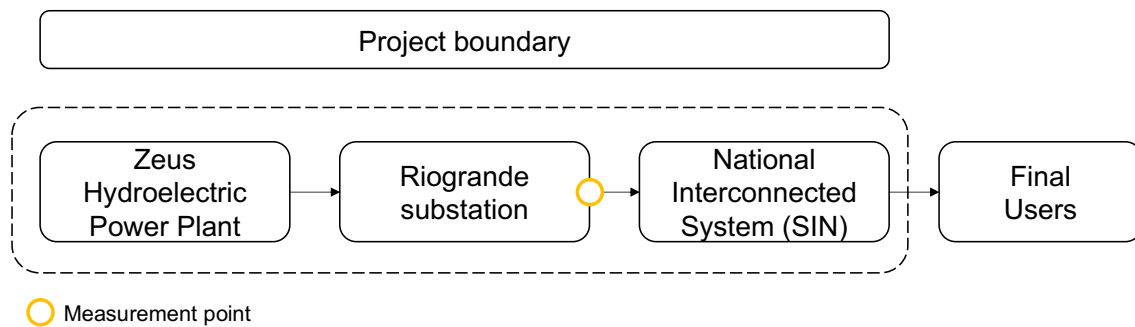 Project boundary
Zeus
Hydroelectric
Power Plant
Riogrande
substation
National
Interconnected
System (SIN)
Final
Users
Measurement point